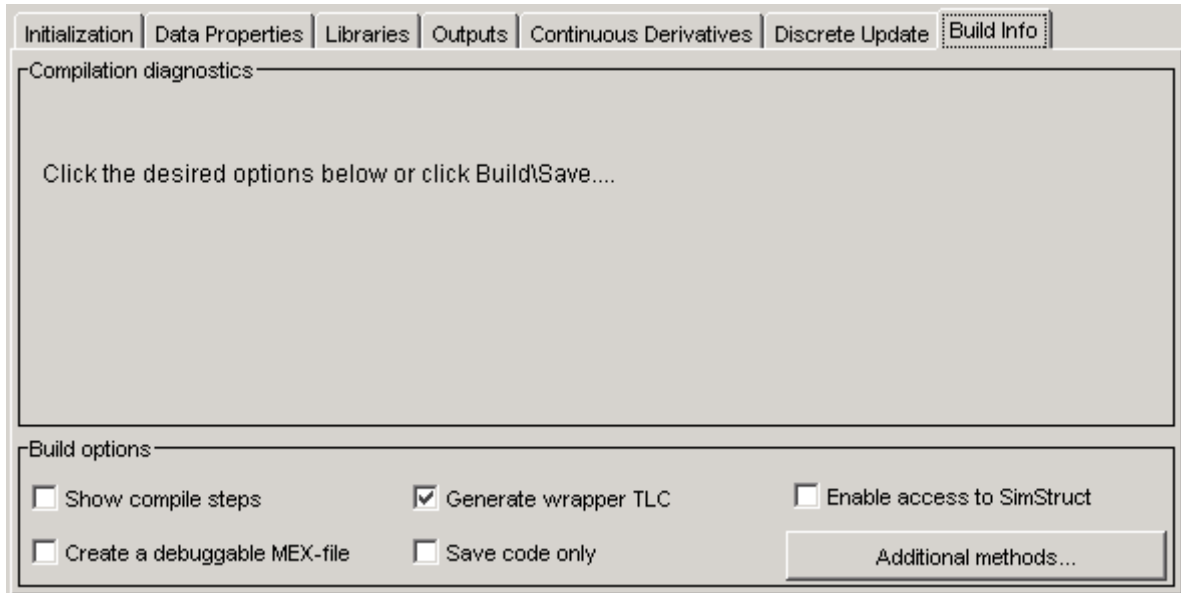 Initialization Data Properties Libraries Outputs Continuous Derivatives Discrete Update Build Info
Compilation diagnostics
Click the desired options below or click Build\Save....
Build options
Show compile steps Generate wrapper TLC Enable access to SimStruct
Create a debuggable MEX-file Save code only Additional methods...